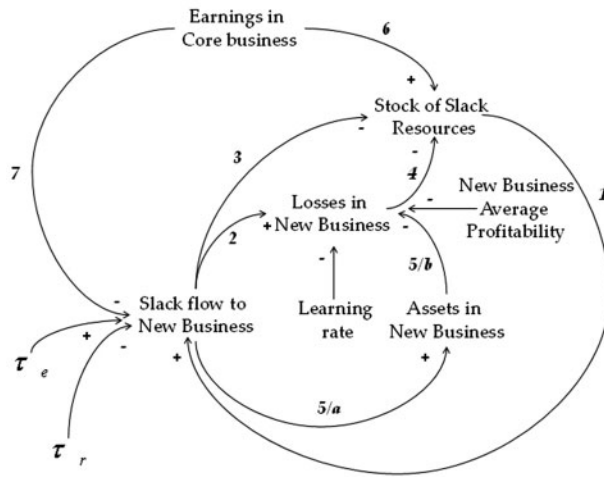 Earnings in
Core business
6
+
Stock of Slack
Resources
-
-
3
4
1
7
New Business
Average
Profitability
-
Losses in
New Business
+
-
2
-
5/b
-
Slack flow to
New Business
Learning
rate
Assets in
New Business
+
-
+
+
τ e
5/a
τ r